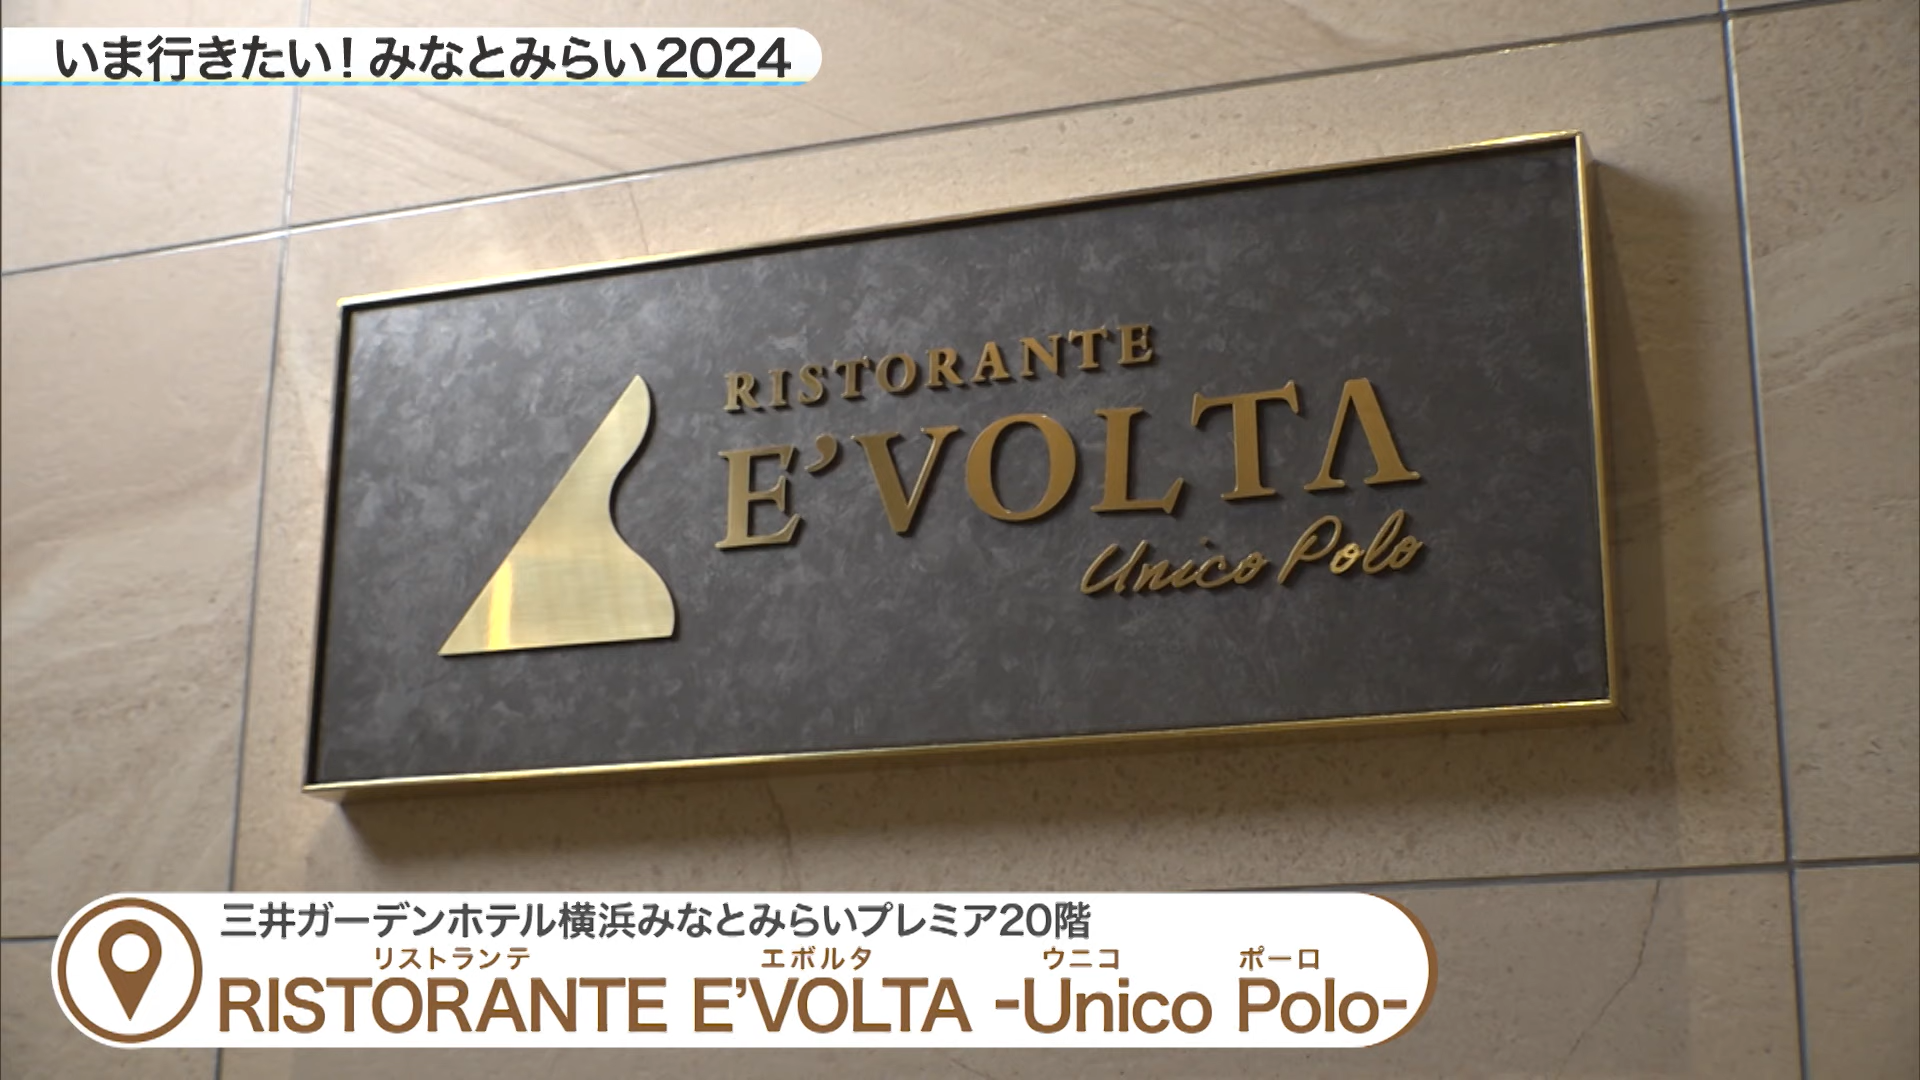 いま行きたい！みなとみらい2024
RISTORANTE
E’VOLTA
Unico Polo
三井ガーデンホテル横浜みなとみらいプレミア20階
リストランテ エボルタ ウニコ ポーロ
RISTORANTE E’VOLTA -Unico Polo-